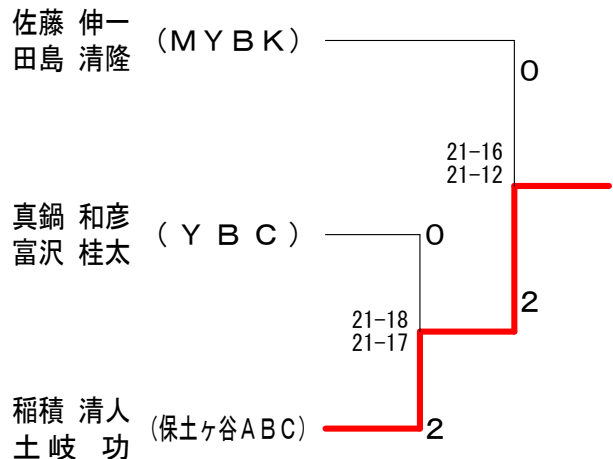 佐藤 伸一
田島 清隆
(MYBK)
0
21-16
21-12
真鍋 和彦
富沢 桂太
(YBC)
0
2
21-18
21-17
稲積 清人
土岐 功
(保土ヶ谷ABC)
2